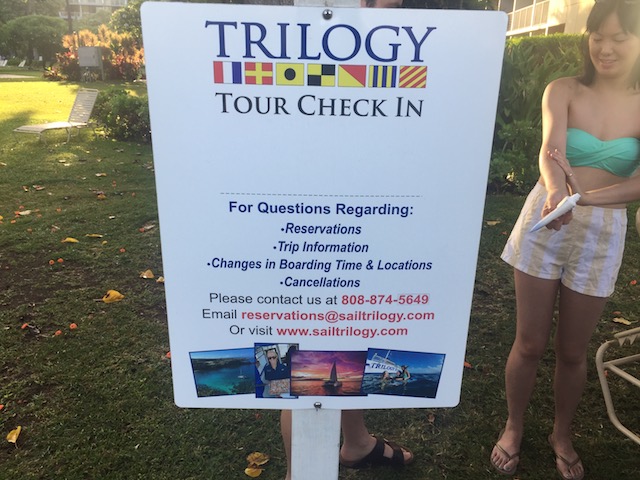 TRILOGY
TOUR CHECK IN
For Questions Regarding:
•Reservations
•Trip Information
•Changes in Boarding Time & Locations
•Cancellations
Please contact us at 808-874-5649
Email reservations@sailtrilogy.com
Or visit www.sailtrilogy.com
TRILOGY